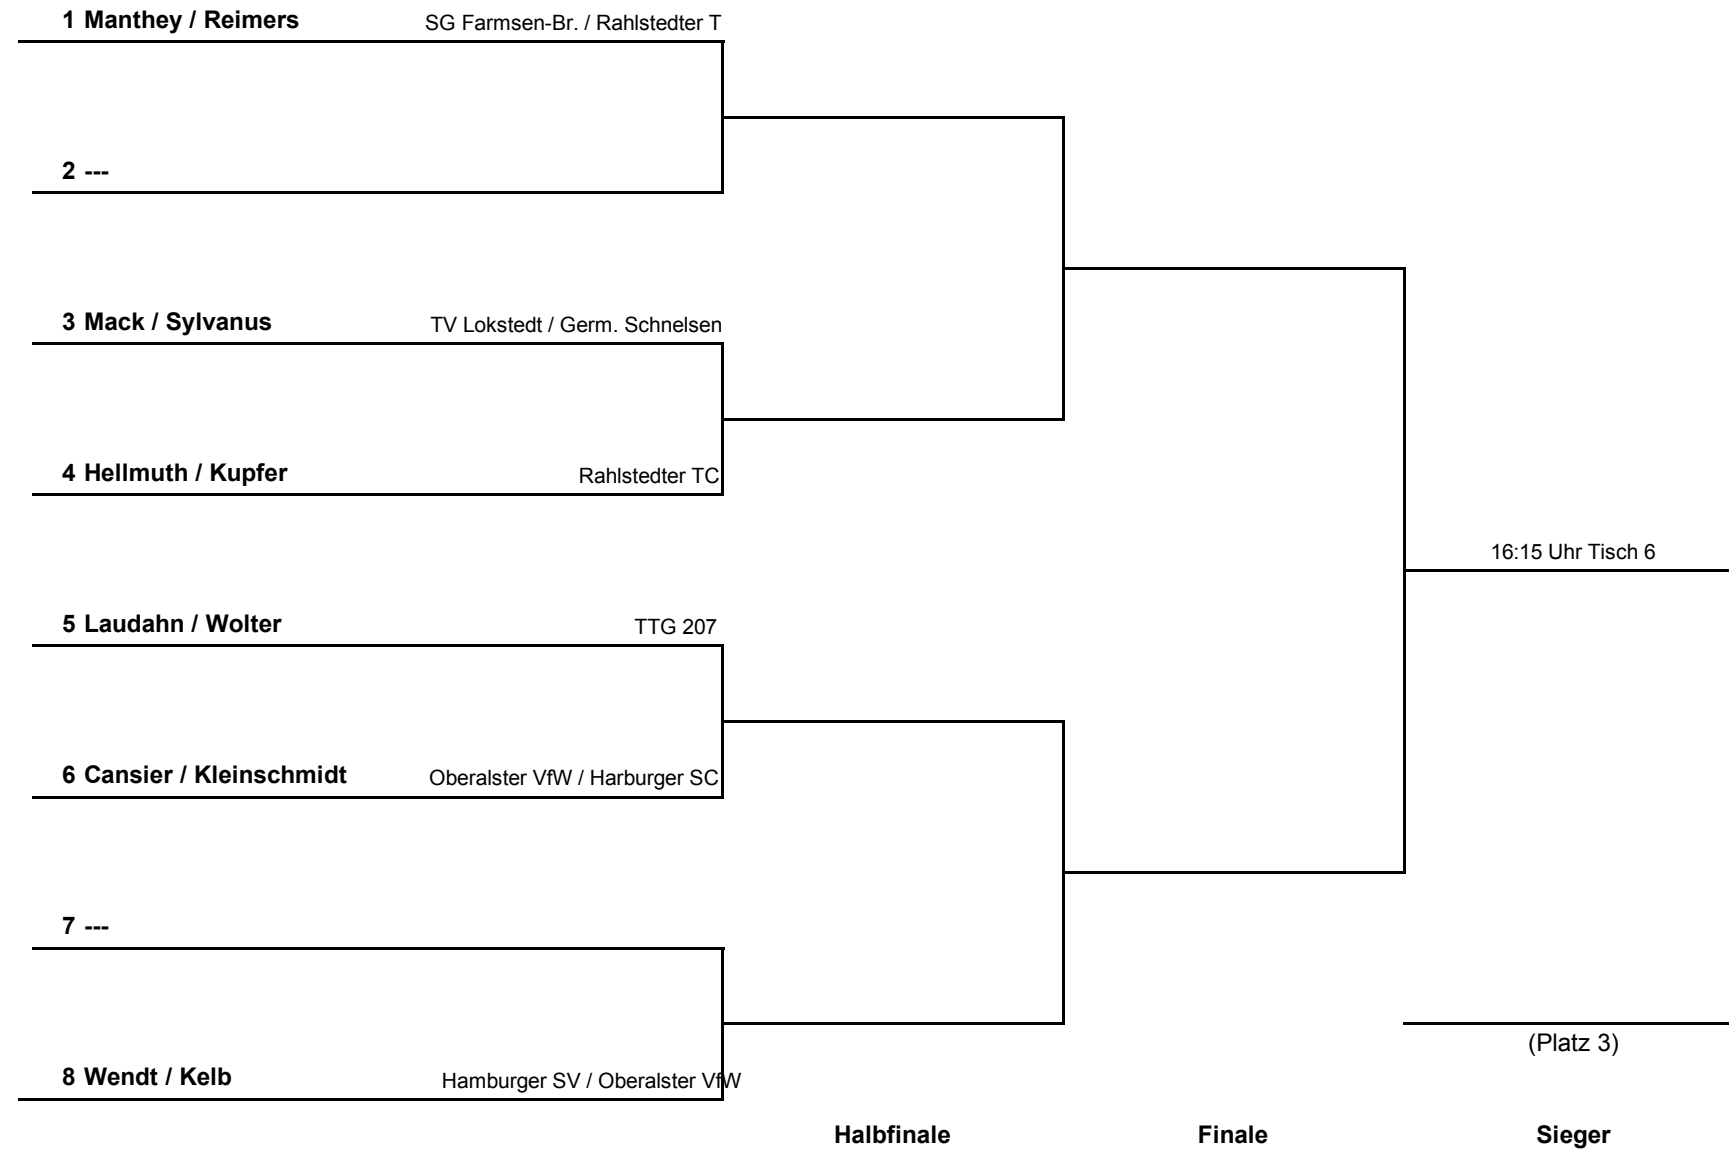 1 Manthey / Reimers SG Farmsen-Br. / Rahlstedter T
2 ---
3 Mack / Sylvanus TV Lokstedt / Germ. Schnelsen
4 Hellmuth / Kupfer Rahlstedter TC
16:15 Uhr Tisch 6
5 Laudahn / Wolter TTG 207
6 Cansier / Kleinschmidt Oberalster VfW / Harburger SC
7 ---
(Platz 3)
8 Wendt / Kelb Hamburger SV / Oberalster VfW
Halbfinale Finale Sieger